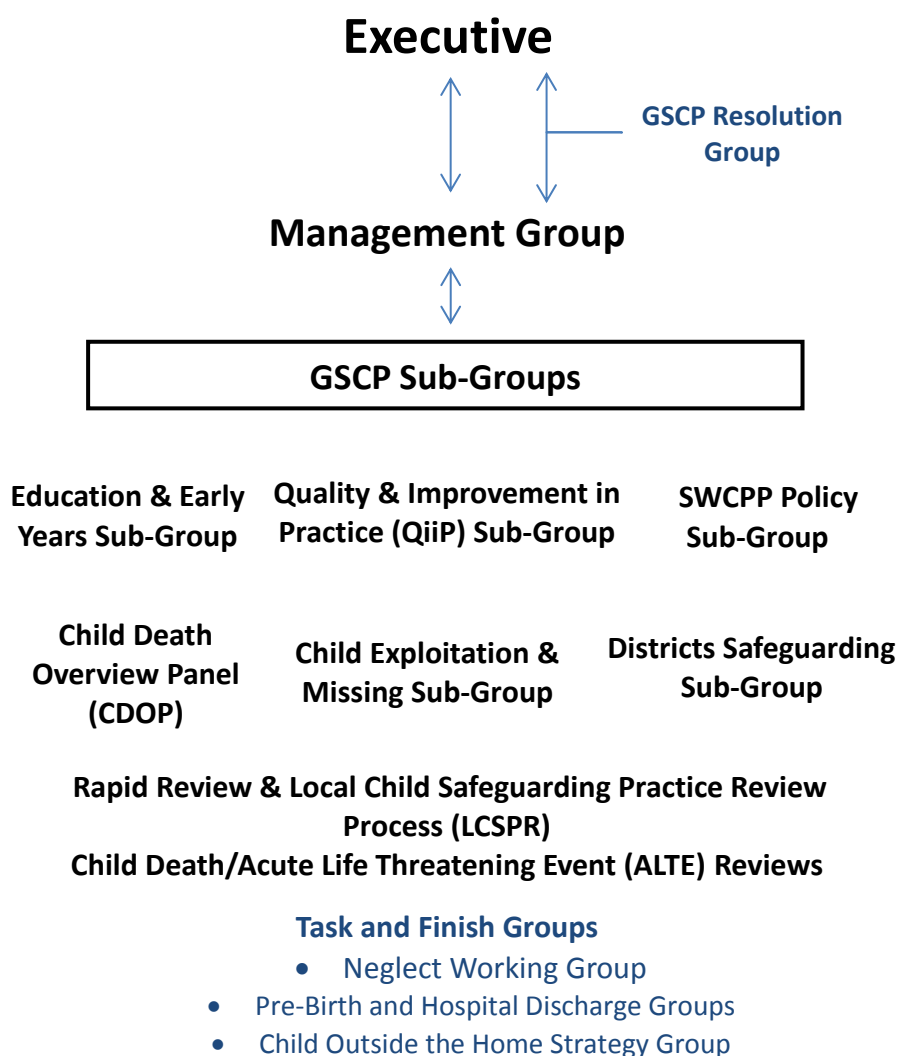 Executive
GSCP Resolution
Group
Management Group
GSCP Sub-Groups
Education & Early
Years Sub-Group
Quality & Improvement in
Practice (QiiP) Sub-Group
SWCPP Policy
Sub-Group
Child Death
Overview Panel
(CDOP)
Child Exploitation &
Missing Sub-Group
Districts Safeguarding
Sub-Group
Rapid Review & Local Child Safeguarding Practice Review
Process (LCSPR)
Child Death/Acute Life Threatening Event (ALTE) Reviews
Task and Finish Groups
• Neglect Working Group
• Pre-Birth and Hospital Discharge Groups
• Child Outside the Home Strategy Group